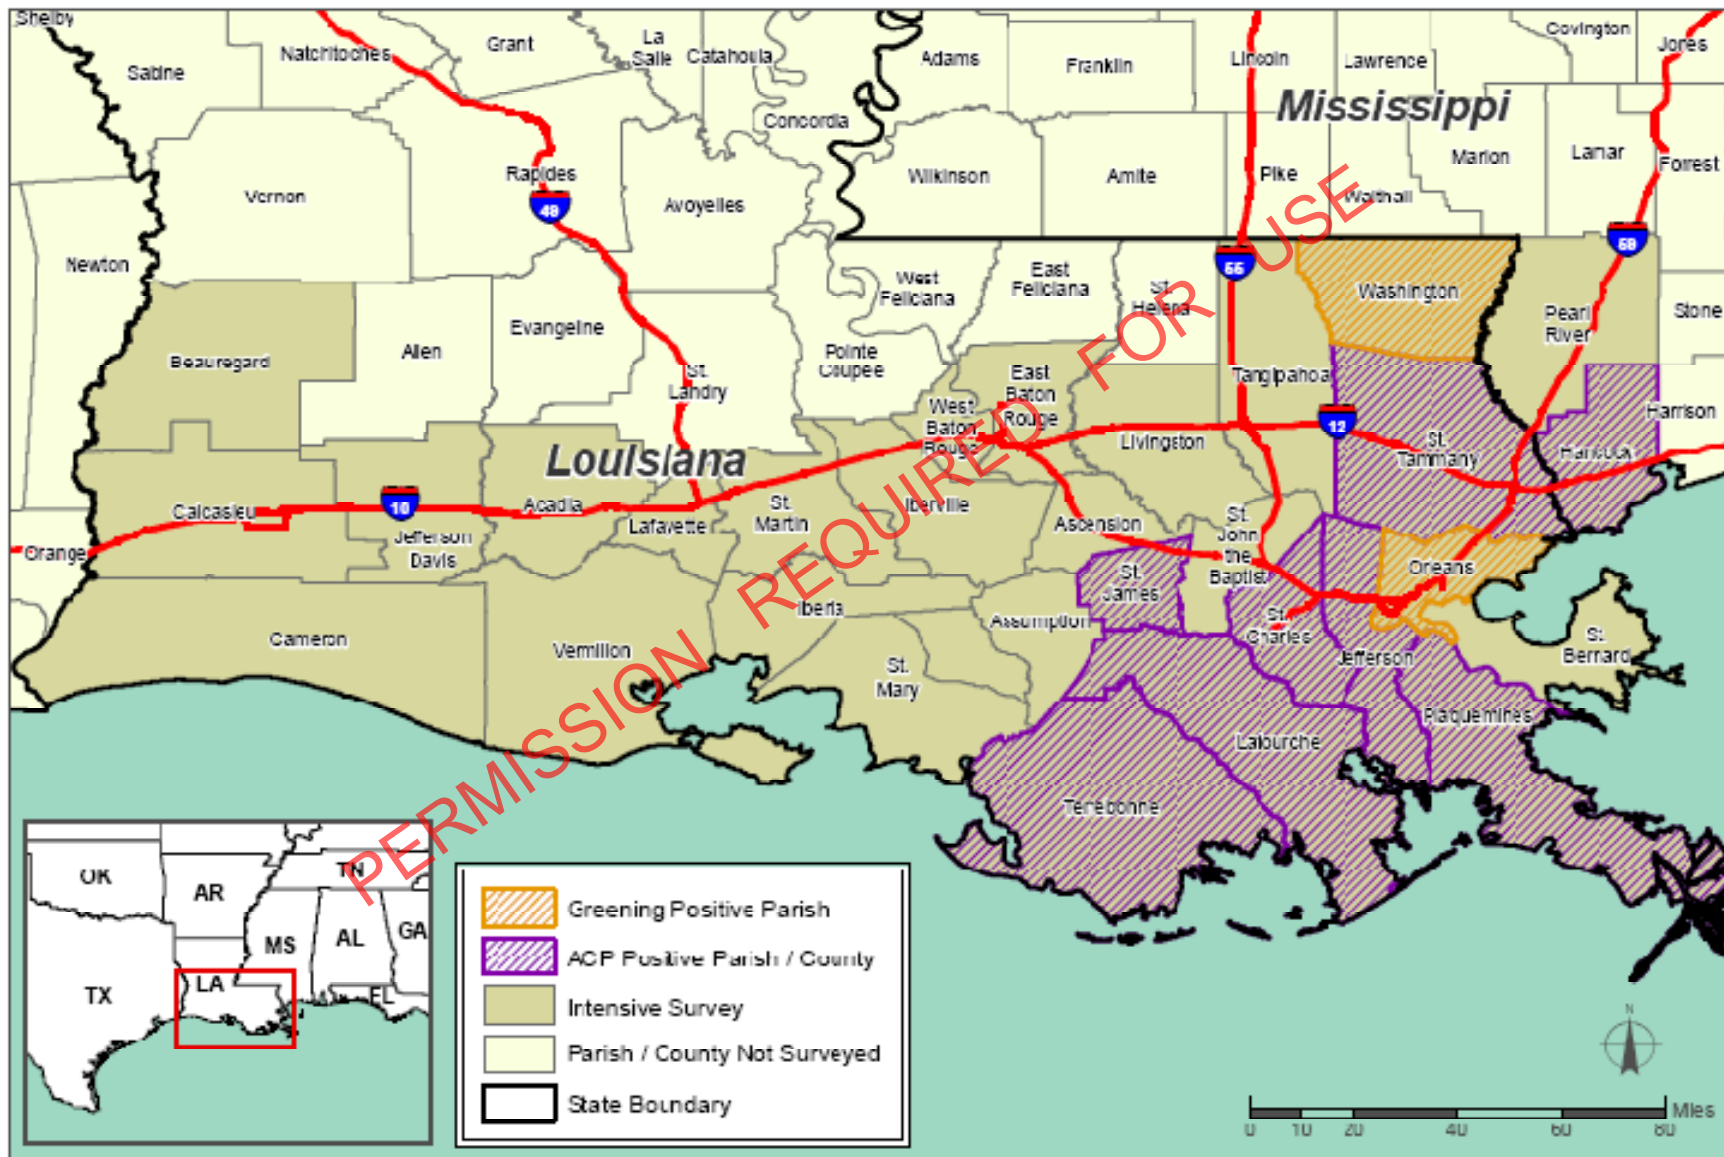 Shelby
Sabine
Natchitoches
Grant
La
Salle
Catahoula
Concordia
Adams
Franklin
Lincoln
Lawrence
Covington
Jones
Mississippi
Wilkinson
Amite
Pike
Walthall
Marion
Lamar
Forrest
Vernon
Rapides
49
Avoyelles
Newton
West
Feliciana
East
Feliciana
St.
Helena
55
Washington
59
Pearl
River
Stone
Beauregard
Allen
Evangeline
St.
Landry
Pointe
Coupee
East
Baton
Rouge
West
Baton
Rouge
Tangipahoa
12
Livingston
St.
Tammany
Hancock
Harrison
Louisiana
Calcasieu
10
Jefferson
Davis
Acadia
Lafayette
St.
Martin
Iberville
Ascension
St.
John
the
Baptist
Orleans
Orange
St.
James
Cameron
Vermilion
Iberia
Assumption
St.
Mary
St.
Charles
Jefferson
St.
Bernard
Plaquemines
Lafourche
Terrebonne
PERMISSION REQUIRED FOR USE
OK
AR
TN
MS
AL
GA
TX
LA
FL
Greening Positive Parish
ACP Positive Parish / County
Intensive Survey
Parish / County Not Surveyed
State Boundary
N
Miles
0 10 20 40 60 80